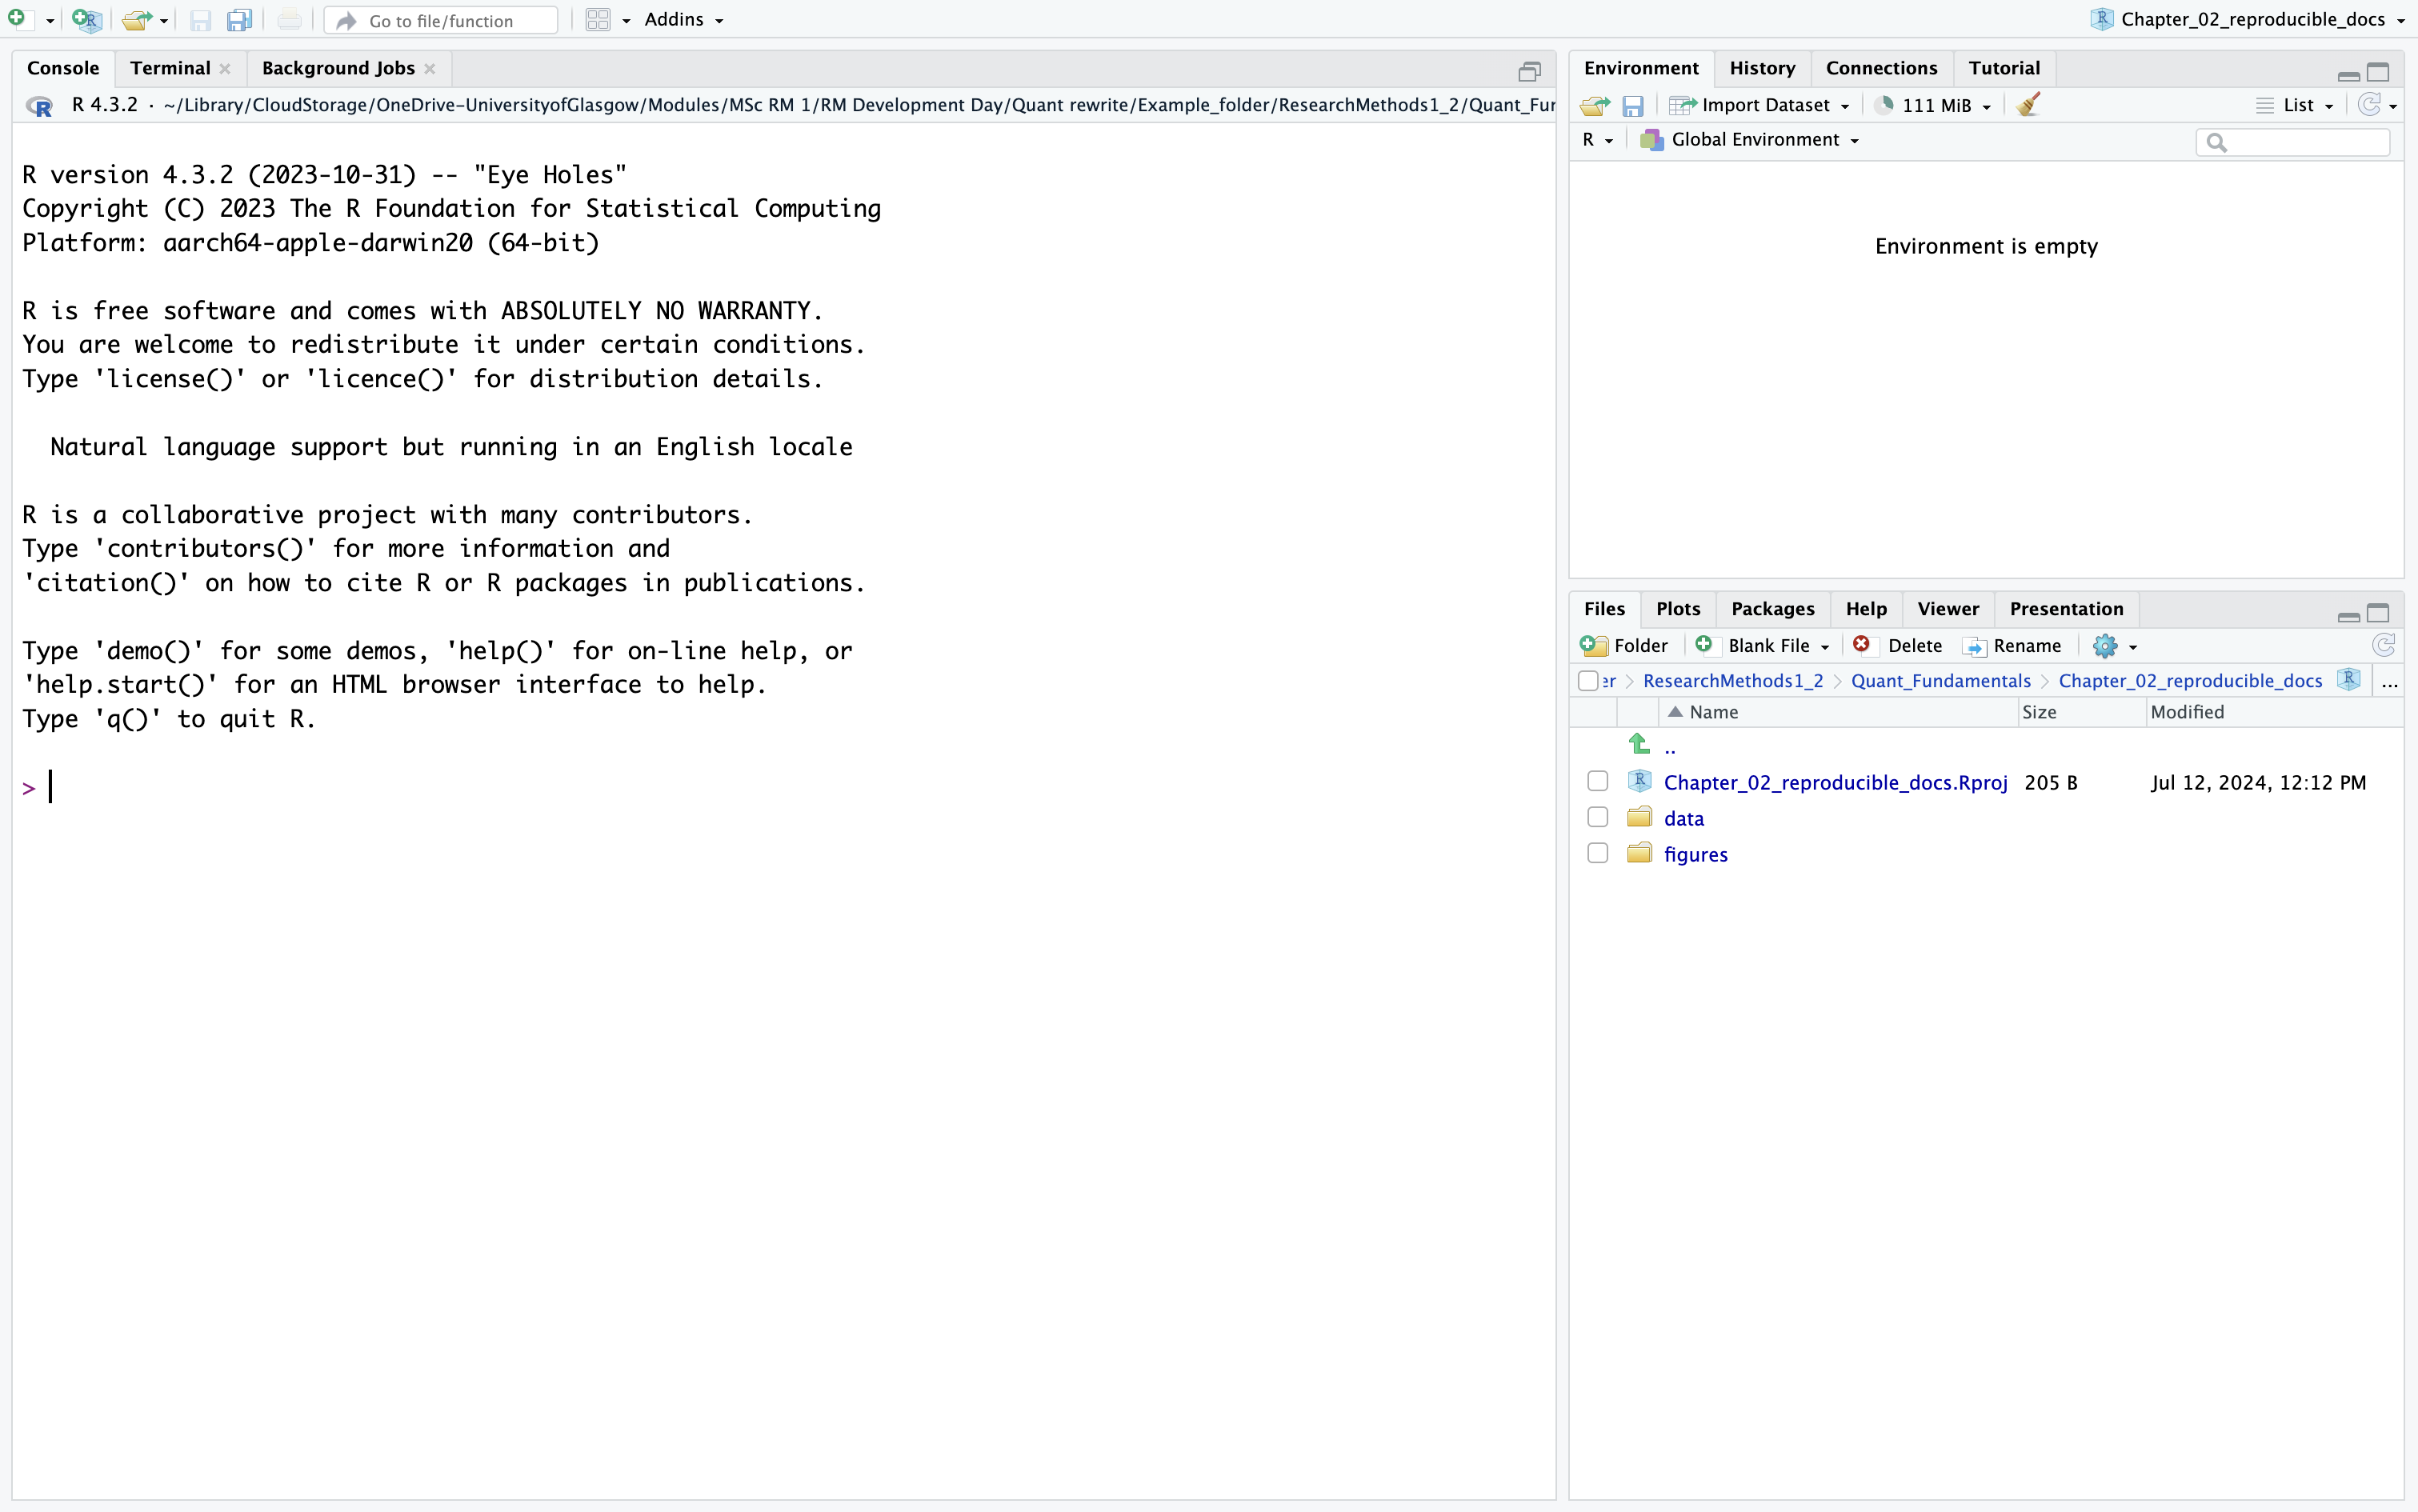 Go to file/function
Addins
Chapter_02_reproducible_docs
Console Terminal Background Jobs
R 4.3.2 · ~/Library/CloudStorage/OneDrive-UniversityofGlasgow/Modules/MSc RM 1/RM Development Day/Quant rewrite/Example_folder/ResearchMethods1_2/Quant_Fur
R version 4.3.2 (2023-10-31) -- "Eye Holes"
Copyright (C) 2023 The R Foundation for Statistical Computing
Platform: aarch64-apple-darwin20 (64-bit)
R is free software and comes with ABSOLUTELY NO WARRANTY.
You are welcome to redistribute it under certain conditions.
Type 'license()' or 'licence()' for distribution details.
Natural language support but running in an English locale
R is a collaborative project with many contributors.
Type 'contributors()' for more information and
'citation()' on how to cite R or R packages in publications.
Type 'demo()' for some demos, 'help()' for on-line help, or
'help.start()' for an HTML browser interface to help.
Type 'q()' to quit R.
>
Environment History Connections Tutorial
Import Dataset 111 MiB List
R Global Environment
Environment is empty
Files Plots Packages Help Viewer Presentation
Folder Blank File Delete Rename
er > ResearchMethods1_2 > Quant_Fundamentals > Chapter_02_reproducible_docs ...
Name Size Modified
..
Chapter_02_reproducible_docs.Rproj 205 B Jul 12, 2024, 12:12 PM
data
figures